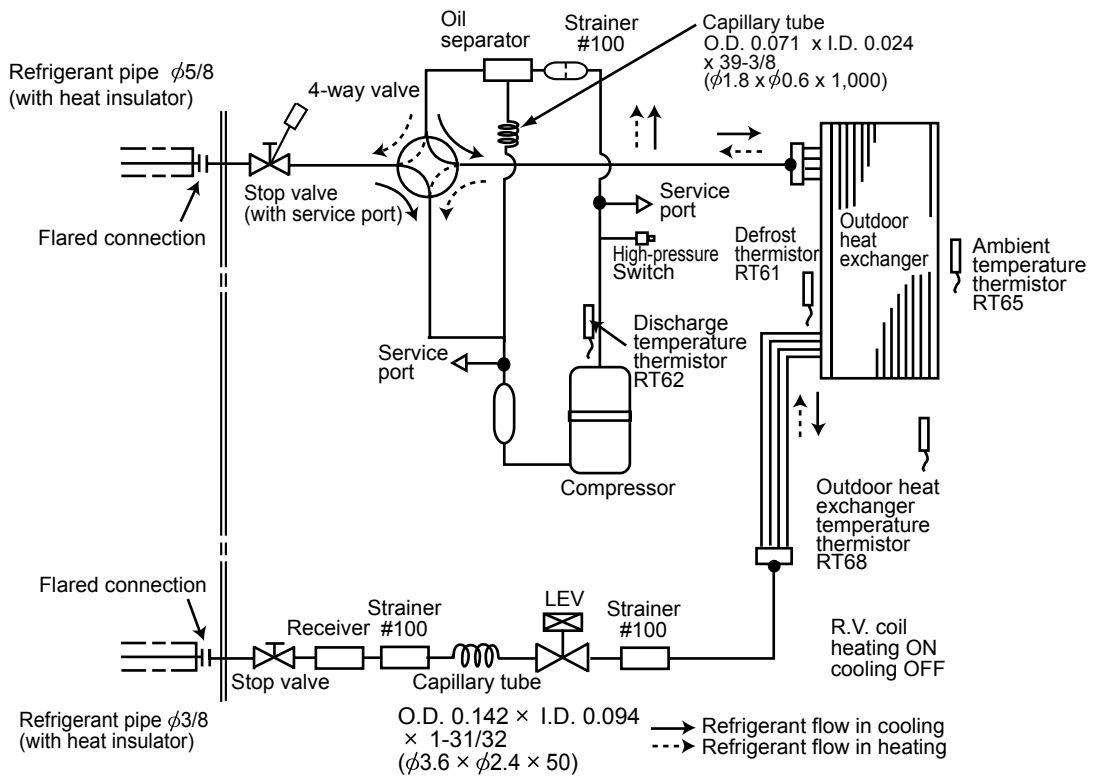 Oil
separator
Strainer
#100
Capillary tube
O.D. 0.071 x I.D. 0.024
x 39-3/8
(ϕ1.8 x ϕ0.6 x 1,000)
Refrigerant pipe ϕ5/8
(with heat insulator)
4-way valve
Stop valve
(with service port)
Flared connection
Service
port
High-pressure
Switch
Defrost
thermistor
RT61
Outdoor
heat
exchanger
Ambient
temperature
thermistor
RT65
Discharge
temperature
thermistor
RT62
Service
port
Compressor
Outdoor heat
exchanger
temperature
thermistor
RT68
Flared connection
Receiver
Strainer
#100
LEV
Strainer
#100
R.V. coil
heating ON
cooling OFF
Stop valve
Capillary tube
O.D. 0.142 × I.D. 0.094
× 1-31/32
(ϕ3.6 × ϕ2.4 × 50)
Refrigerant pipe ϕ3/8
(with heat insulator)
Refrigerant flow in cooling
Refrigerant flow in heating